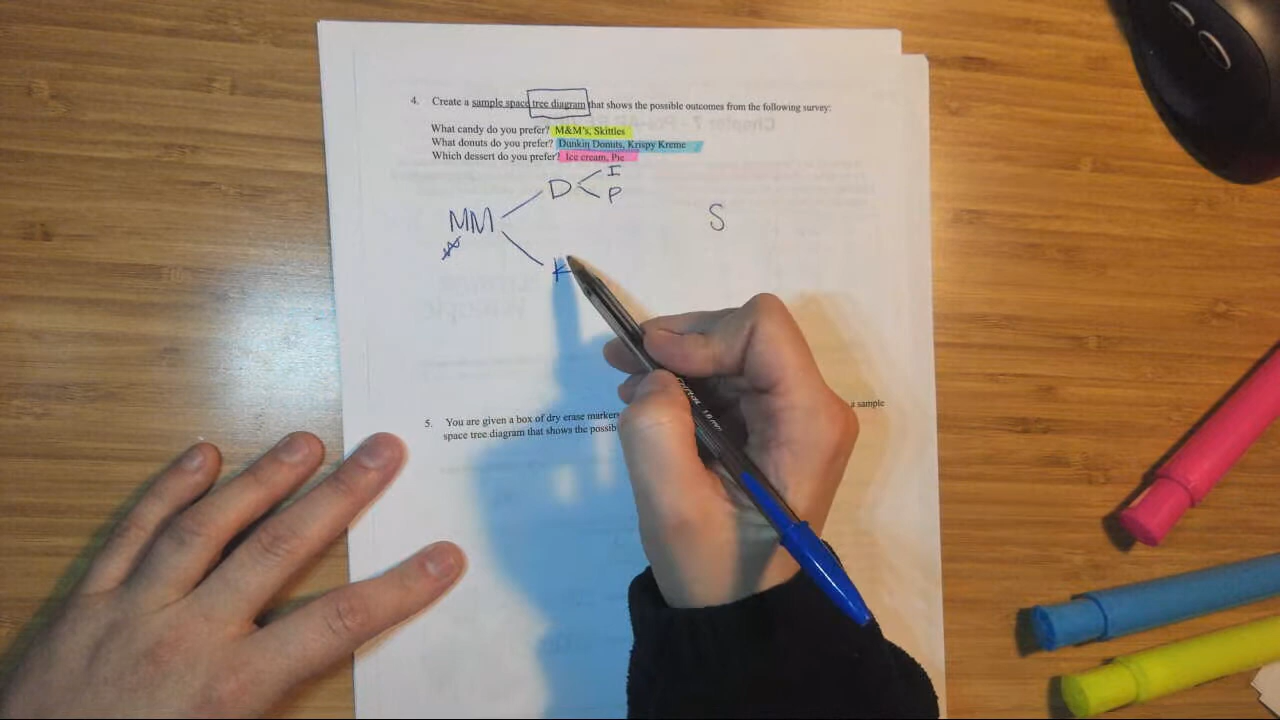 4. Create a sample space tree diagram that shows the possible outcomes from the following survey:
What candy do you prefer? M&M's, Skittles
What donuts do you prefer? Dunkin Donuts, Krispy Kreme
Which dessert do you prefer? Ice cream, Pie
I
D
P
MM
S
K
5. You are given a box of dry erase markers a sample
space tree diagram that shows the